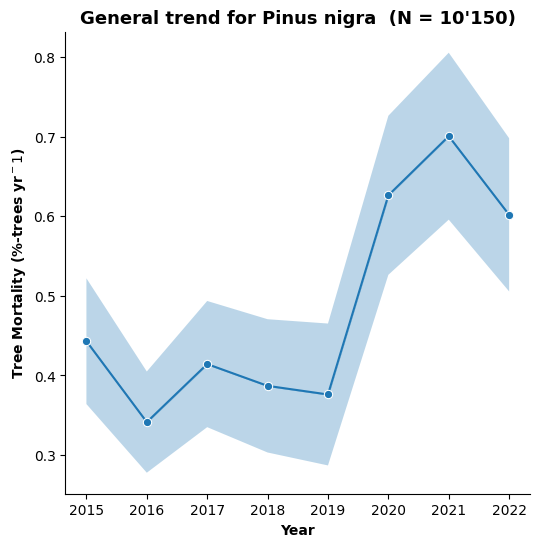 General trend for Pinus nigra  (N = 10'150)
Tree Mortality (%-trees yr⁻1)
0.8
0.7
0.6
0.5
0.4
0.3
2015 2016 2017 2018 2019 2020 2021 2022
Year